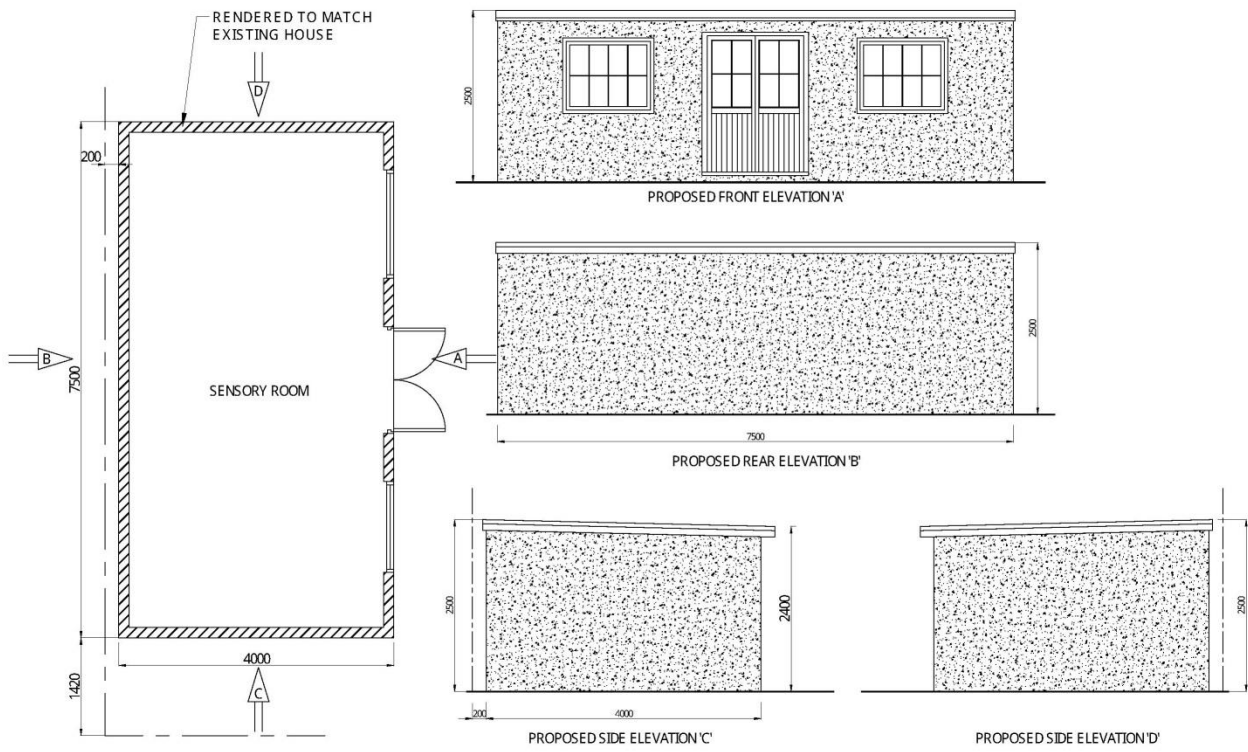 RENDERED TO MATCH
EXISTING HOUSE
D
200
B
7500
SENSORY ROOM
A
4000
1420
C
2500
PROPOSED FRONT ELEVATION 'A'
2500
7500
PROPOSED REAR ELEVATION 'B'
2500
2400
200
4000
PROPOSED SIDE ELEVATION 'C'
2500
PROPOSED SIDE ELEVATION 'D'